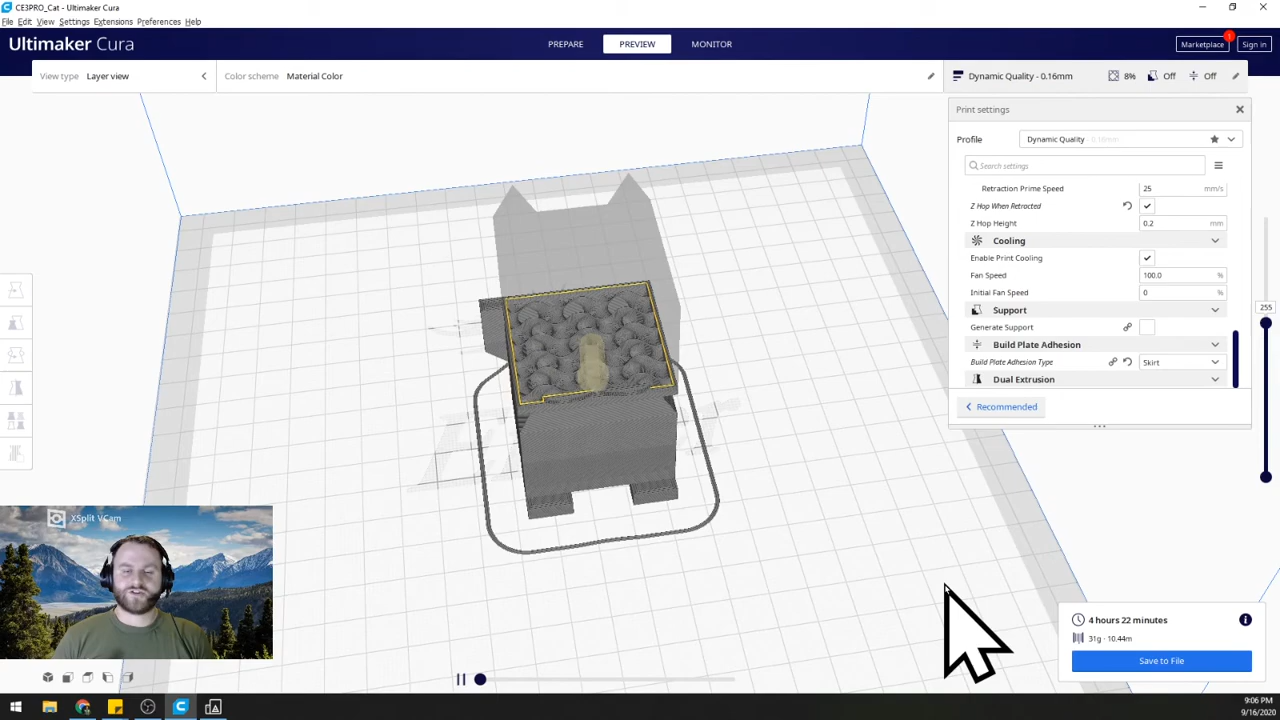 CE3PRO_Cat - Ultimaker Cura
File Edit View Settings Extensions Preferences Help
Ultimaker Cura
PREPARE PREVIEW MONITOR
Marketplace 1 Sign in
View type Layer view Color scheme Material Color
Dynamic Quality - 0.16mm 8% Off Off
Print settings
Profile Dynamic Quality - 0.16mm
Search settings
Retraction Prime Speed 25 mm/s
Z Hop When Retracted
Z Hop Height 0.2 mm
Cooling
Enable Print Cooling
Fan Speed 100.0 %
Initial Fan Speed 0 %
Support
Generate Support
Build Plate Adhesion
Build Plate Adhesion Type Skirt
Dual Extrusion
Recommended
255
XSplit VCam
4 hours 22 minutes
31g · 10.44m
Save to File
9:06 PM
9/16/2020